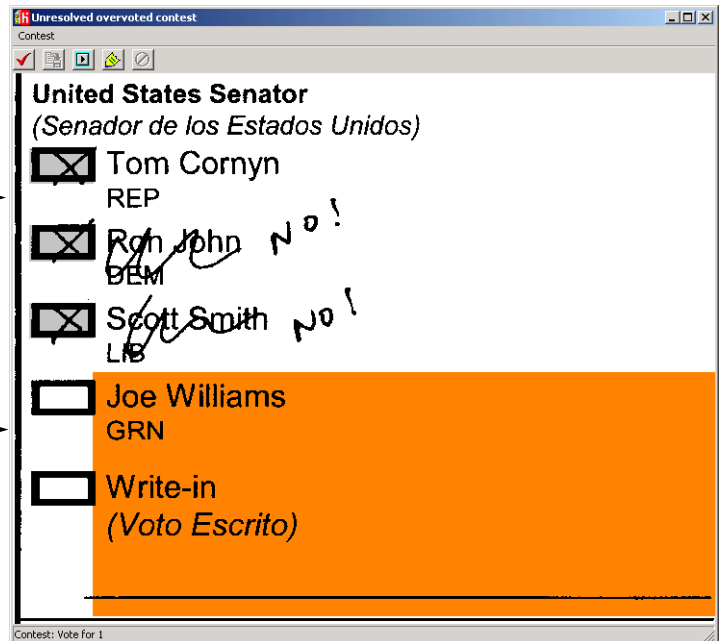 Unresolved overvoted contest
Contest
United States Senator
(Senador de los Estados Unidos)
Tom Cornyn
REP
Ron John NO!
DEM
Scott Smith NO!
LIB
Joe Williams
GRN
Write-in
(Voto Escrito)
Contest: Vote for 1